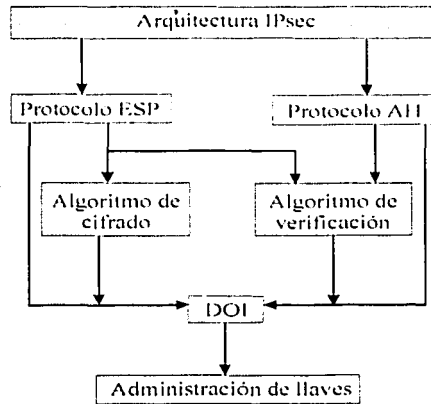 Arquitectura IPsec
Protocolo ESP
Protocolo AH
Algoritmo de
cifrado
Algoritmo de
verificación
DOI
Administración de llaves